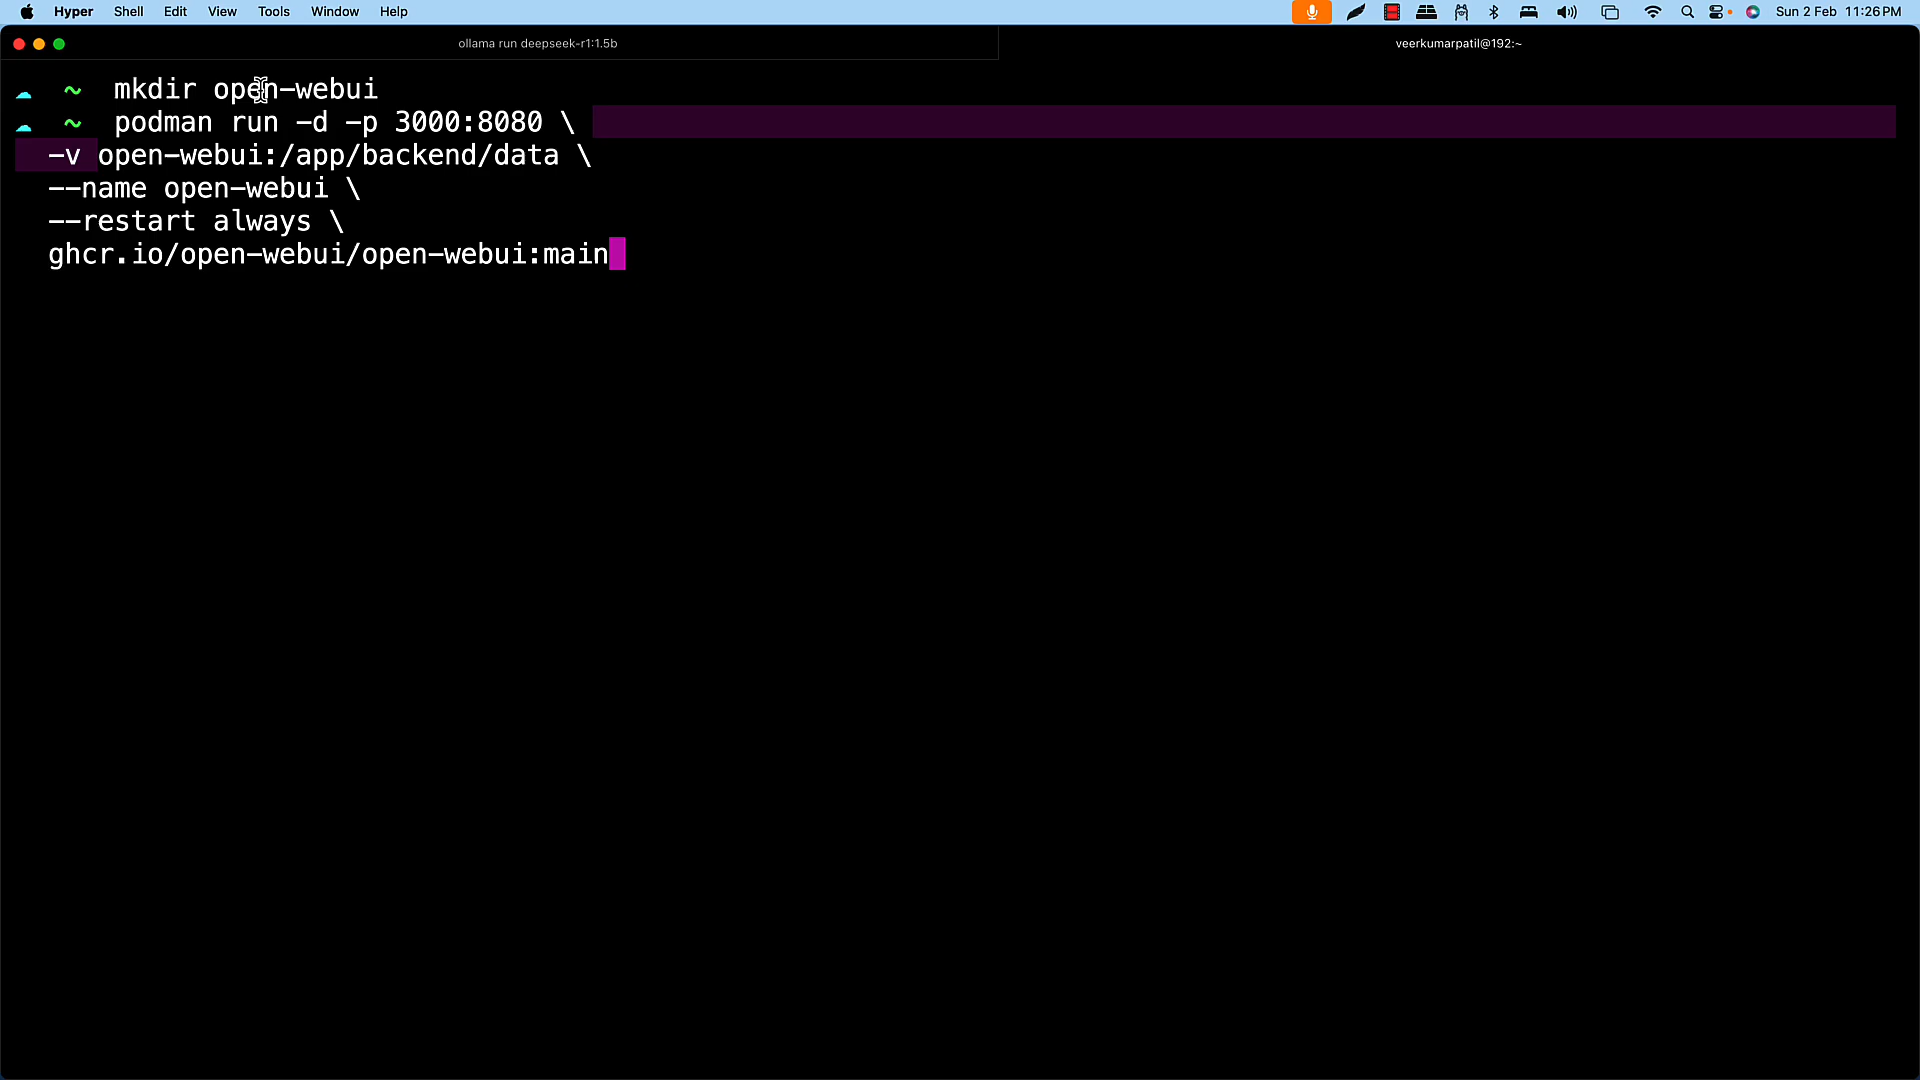 Hyper Shell Edit View Tools Window Help Sun 2 Feb 11:26 PM
ollama run deepseek-r1:1.5b veerkumarpatil@192:~
~ mkdir open-webui
~ podman run -d -p 3000:8080 \
-v open-webui:/app/backend/data \
--name open-webui \
--restart always \
ghcr.io/open-webui/open-webui:main